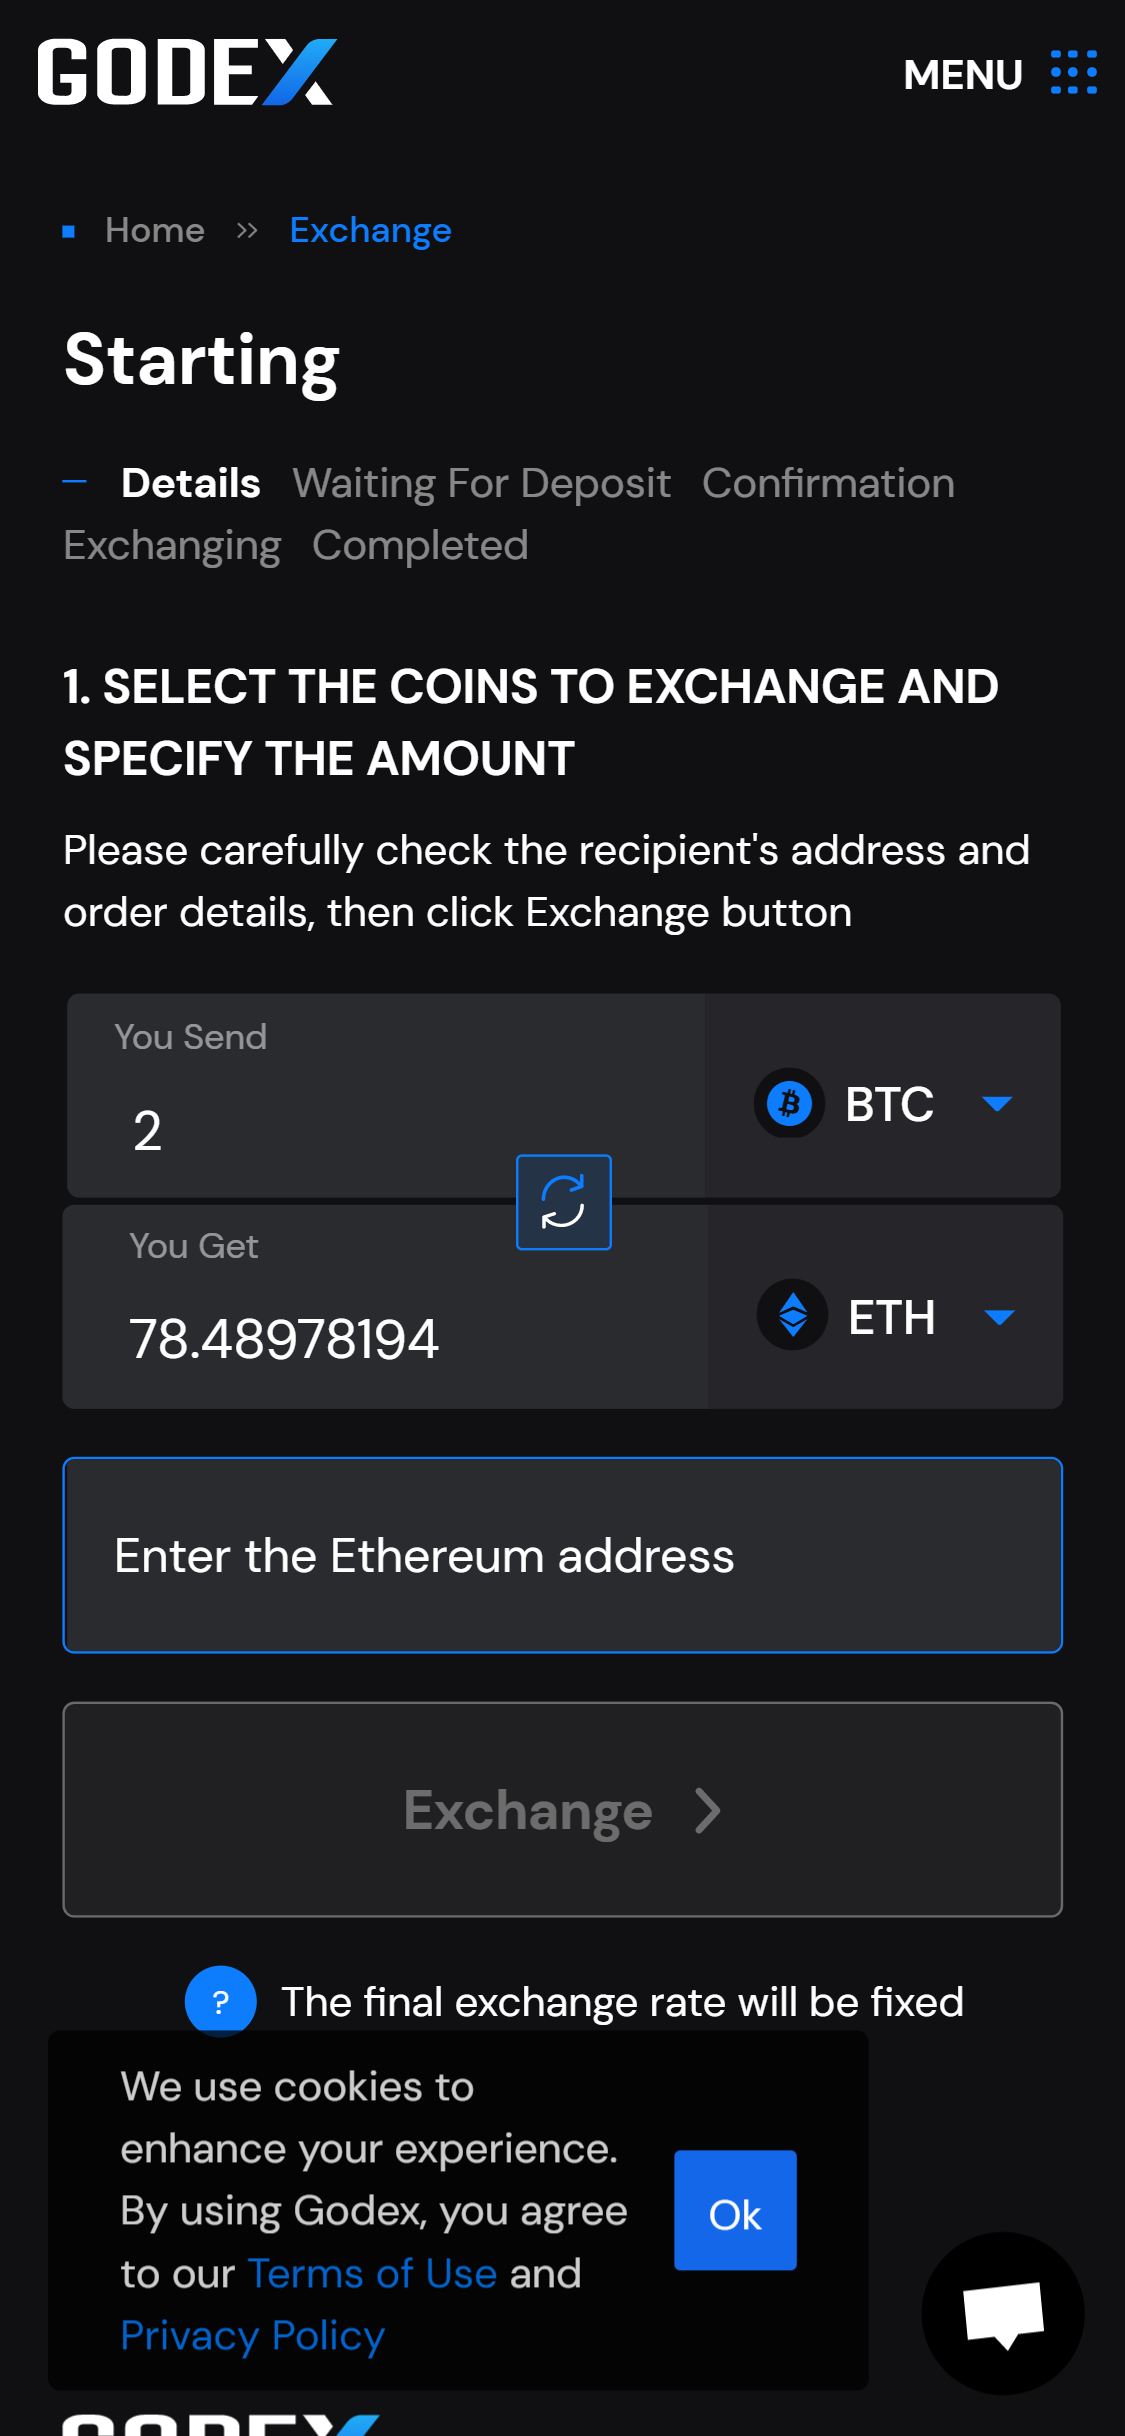 GODEX
MENU
Home » Exchange
Starting
Details Waiting For Deposit Confirmation
Exchanging Completed
1. SELECT THE COINS TO EXCHANGE AND
SPECIFY THE AMOUNT
Please carefully check the recipient's address and
order details, then click Exchange button
You Send
2
BTC
You Get
78.48978194
ETH
Enter the Ethereum address
Exchange
? The final exchange rate will be fixed
We use cookies to
enhance your experience.
By using Godex, you agree
to our Terms of Use and
Privacy Policy
Ok
GODEX